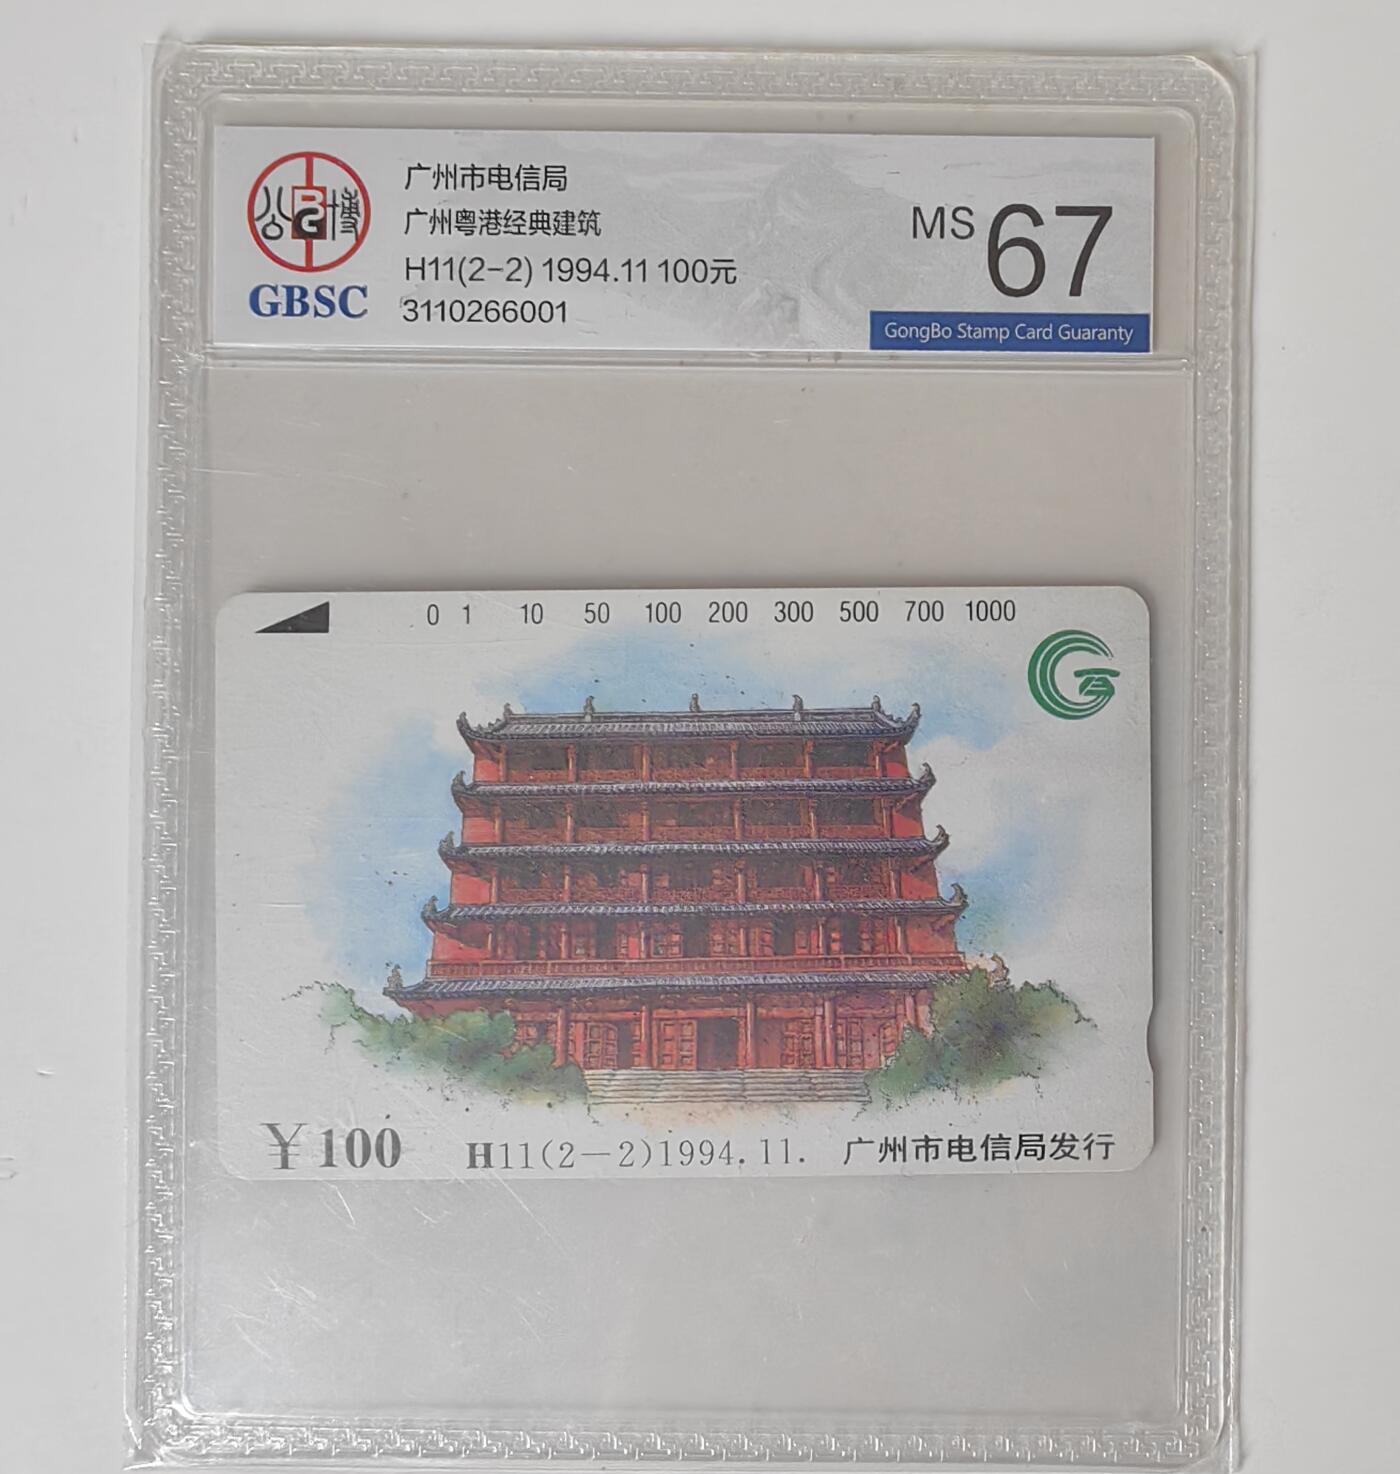 公博
GBSC
广州市电信局
广州粤港经典建筑
H11(2-2) 1994.11 100元
3110266001
MS 67
GongBo Stamp Card Guaranty
0 1 10 50 100 200 300 500 700 1000
¥100 H11(2—2)1994.11. 广州市电信局发行